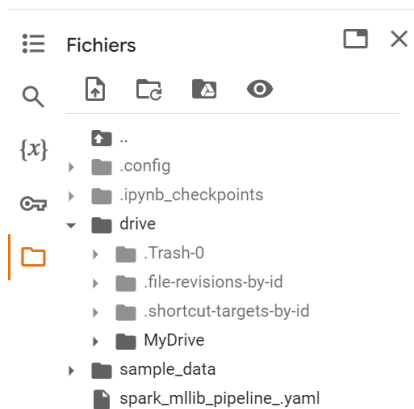 Fichiers
{x}
..
.config
.ipynb_checkpoints
drive
.Trash-0
.file-revisions-by-id
.shortcut-targets-by-id
MyDrive
sample_data
spark_mllib_pipeline_.yaml